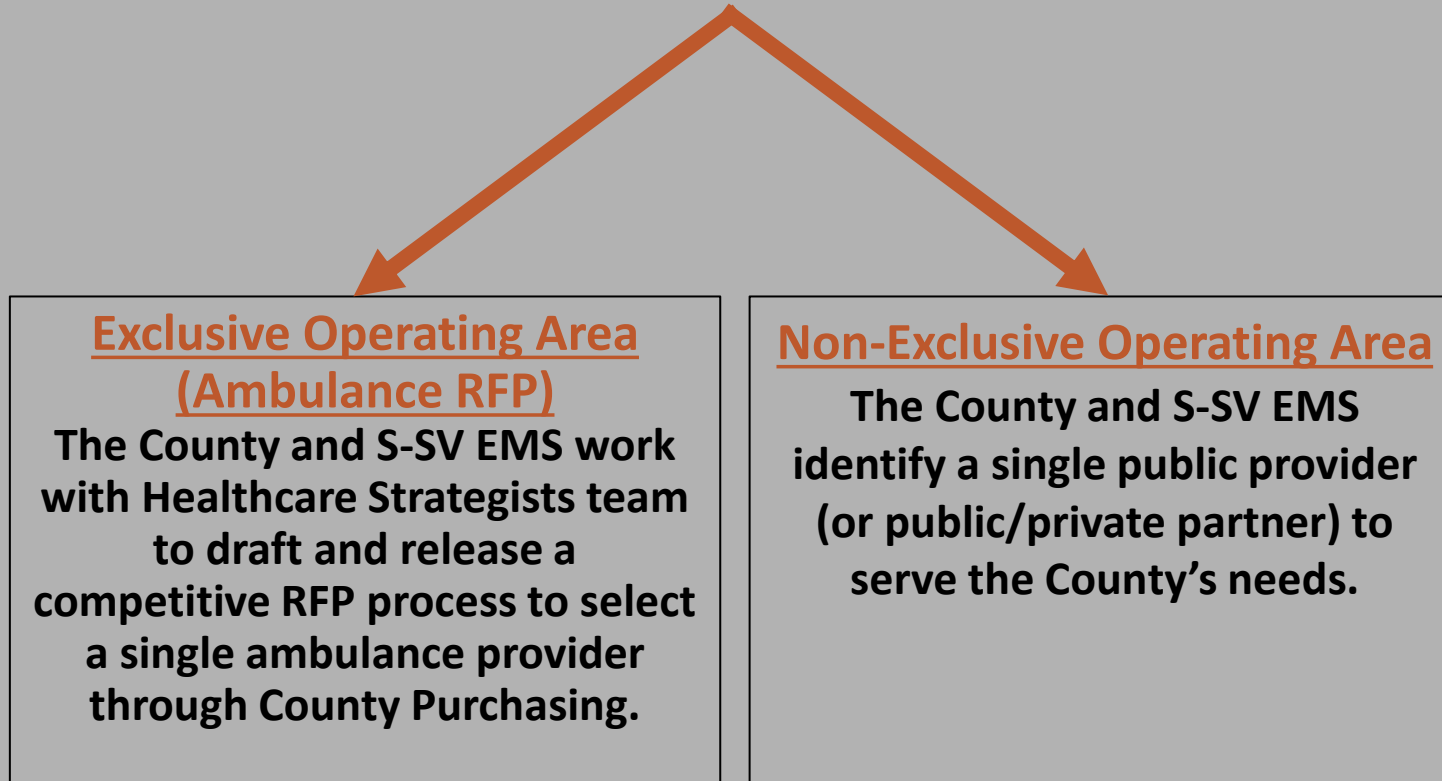 Exclusive Operating Area
(Ambulance RFP)
The County and S-SV EMS work
with Healthcare Strategists team
to draft and release a
competitive RFP process to select
a single ambulance provider
through County Purchasing.
Non-Exclusive Operating Area
The County and S-SV EMS
identify a single public provider
(or public/private partner) to
serve the County’s needs.